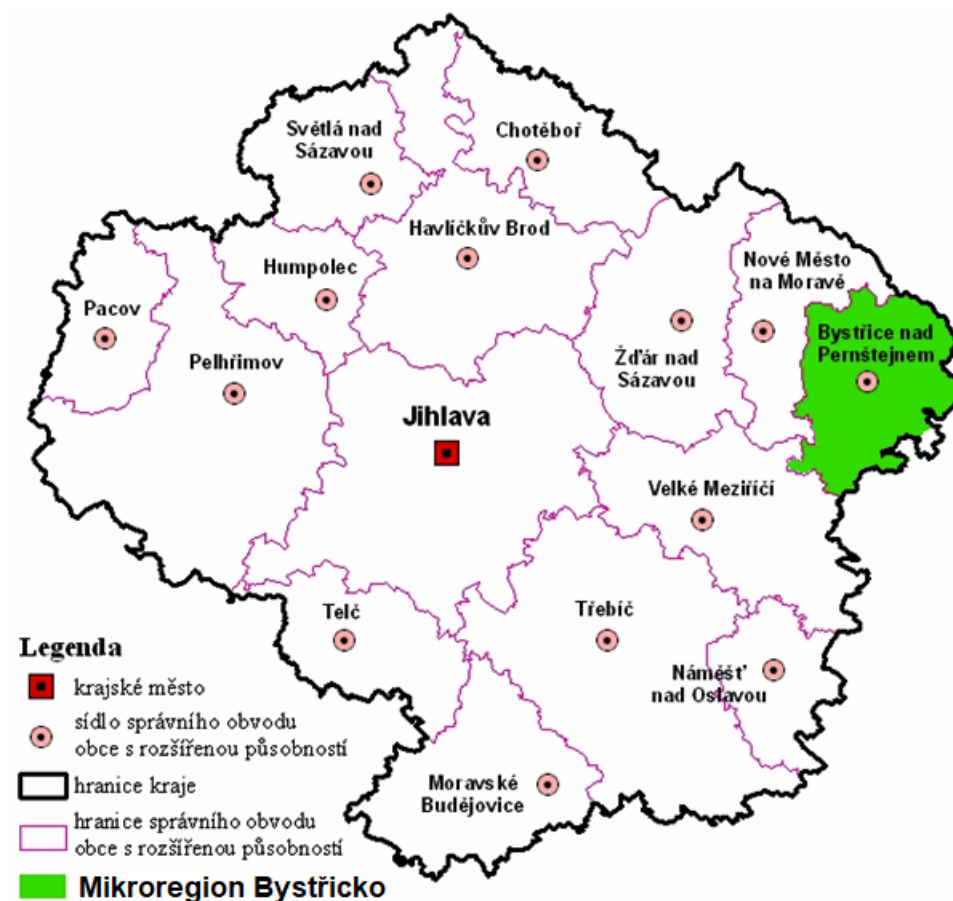 Světlá nad
Sázavou
Chotěboř
Havlíčkův Brod
Humpolec
Nové Město
na Moravě
Pacov
Bystřice nad
Pernštejnem
Pelhřimov
Žďár nad
Sázavou
Jihlava
Velké Meziříčí
Telč
Třebíč
Náměšť
nad Oslavou
Moravské
Budějovice
Legenda
krajské město
sídlo správního obvodu
obce s rozšířenou působností
hranice kraje
hranice správního obvodu
obce s rozšířenou působností
Mikroregion Bystřicko